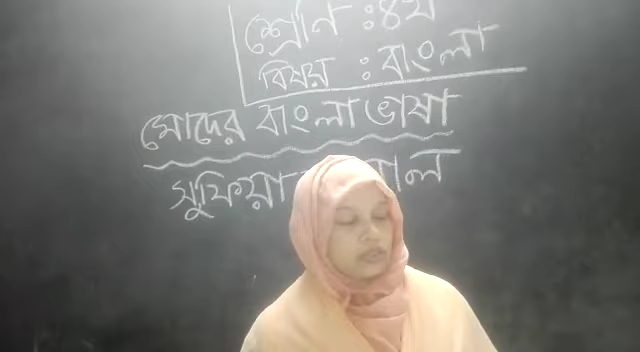 শ্রেণি : ৪র্থ
বিষয় : বাংলা
মোদের বাংলা ভাষা
সুফিয়া